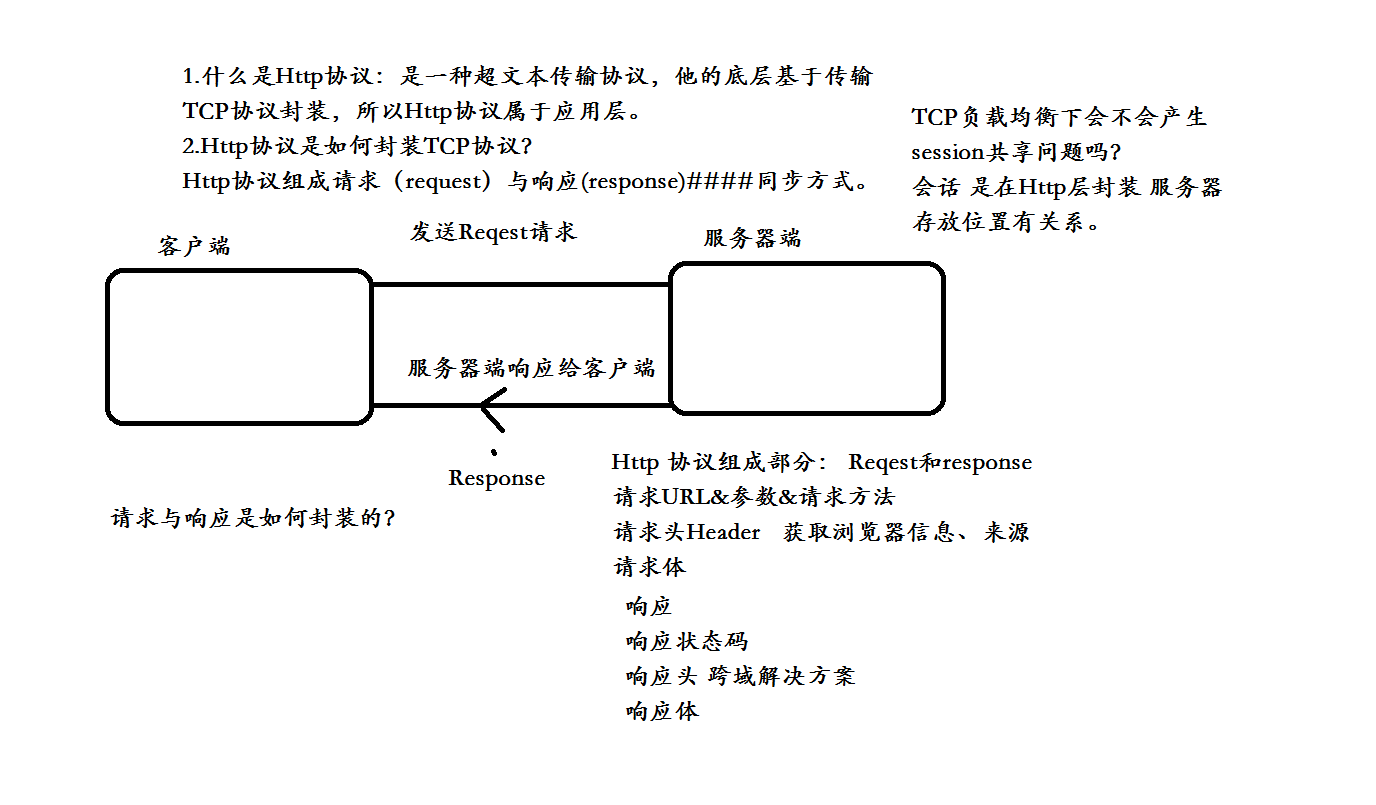 1.什么是Http协议：是一种超文本传输协议，他的底层基于传输
TCP协议封装，所以Http协议属于应用层。
2.Http协议是如何封装TCP协议？
Http协议组成请求（request）与响应(response)####同步方式。
TCP负载均衡下会不会产生
session共享问题吗？
会话 是在Http层封装 服务器
存放位置有关系。
客户端
发送Reqest请求
服务器端
服务器端响应给客户端
Response
请求与响应是如何封装的？
Http 协议组成部分： Reqest和response
请求URL&参数&请求方法
请求头Header 获取浏览器信息、来源
请求体
响应
响应状态码
响应头 跨域解决方案
响应体